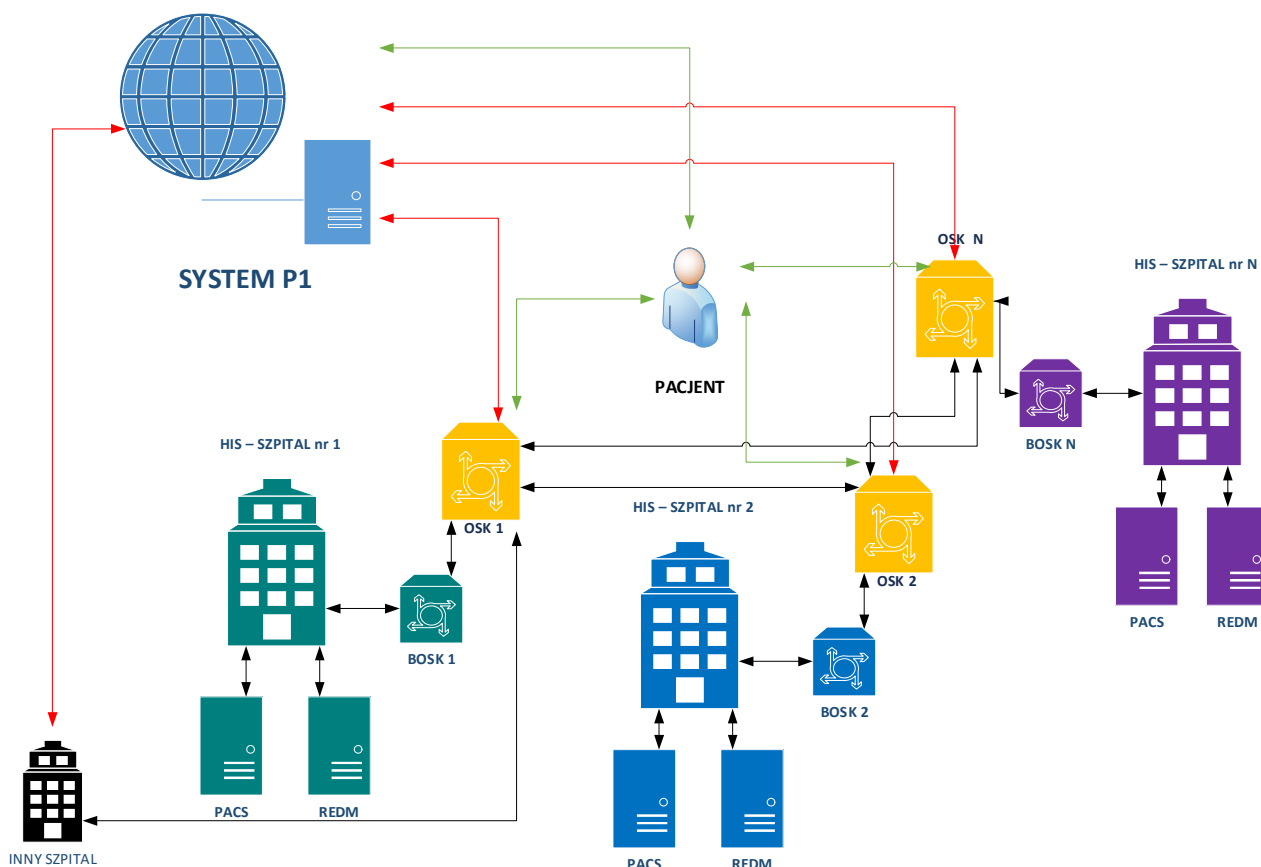 OSK  N
HIS – SZPITAL nr N
SYSTEM P1
PACJENT
HIS – SZPITAL nr 1
BOSK N
HIS – SZPITAL nr 2
OSK 1
OSK 2
PACS
REDM
BOSK 1
BOSK 2
PACS
REDM
INNY SZPITAL
PACS
REDM